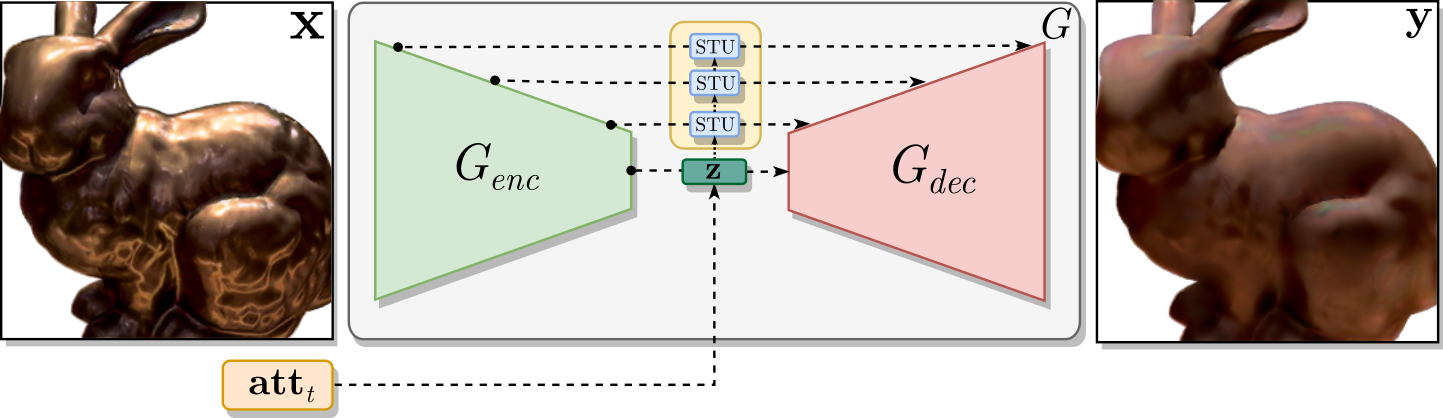 x
G
y
STU
STU
STU
G_enc
z
G_dec
att_t